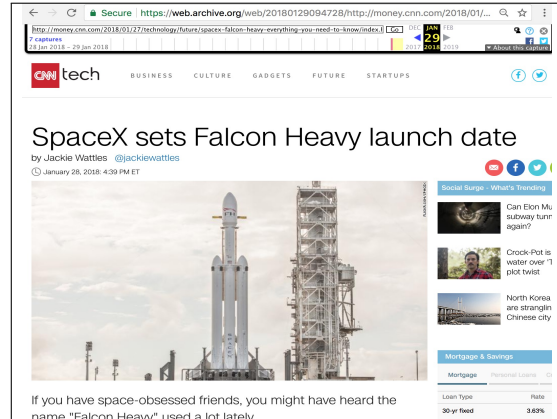 Secure https://web.archive.org/web/20180129094728/http://money.cnn.com/2018/01/...
http://money.cnn.com/2018/01/27/technology/future/spacex-falcon-heavy-everything-you-need-to-know/index.h Go DEC JAN FEB
7 captures 29
28 Jan 2018 – 29 Jan 2018 2017 2018 2019 About this capture
CNN tech BUSINESS CULTURE GADGETS FUTURE STARTUPS
SpaceX sets Falcon Heavy launch date
by Jackie Wattles @jackiewattles
January 28, 2018: 4:39 PM ET
Social Surge - What's Trending
Can Elon Mu
subway tunn
again?
Crock-Pot is
water over 'T
plot twist
North Korea
are stranglin
Chinese city
Mortgage & Savings
Mortgage Personal Loans
Loan Type Rate
30-yr fixed 3.63%
If you have space-obsessed friends, you might have heard the
name "Falcon Heavy" used a lot lately